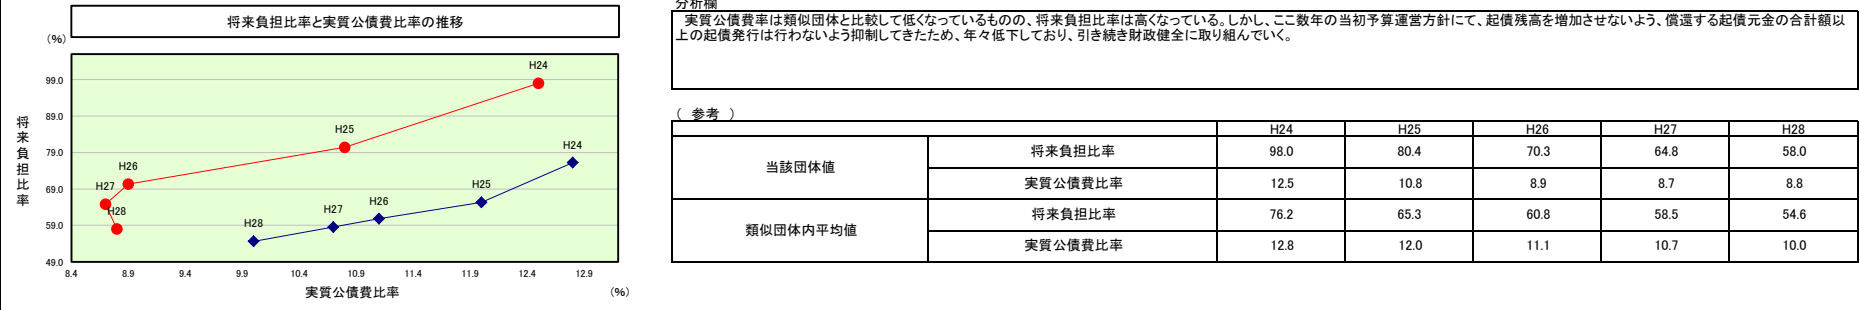 将来負担比率と実質公債費比率の推移
(%)
将来負担比率
99.0
89.0
79.0
69.0
59.0
49.0
H24
H25
H26
H27
H28
H24
H25
H26
H27
H28
8.4 8.9 9.4 9.9 10.4 10.9 11.4 11.9 12.4 12.9
実質公債費比率
(%)
分析欄
実質公債費率は類似団体と比較して低くなっているものの、将来負担比率は高くなっている。しかし、ここ数年の当初予算運営方針にて、起債残高を増加させないよう、償還する起債元金の合計額以
上の起債発行は行わないよう抑制してきたため、年々低下しており、引き続き財政健全に取り組んでいく。
( 参考 )
H24 H25 H26 H27 H28
当該団体値
将来負担比率 98.0 80.4 70.3 64.8 58.0
実質公債費比率 12.5 10.8 8.9 8.7 8.8
類似団体内平均値
将来負担比率 76.2 65.3 60.8 58.5 54.6
実質公債費比率 12.8 12.0 11.1 10.7 10.0